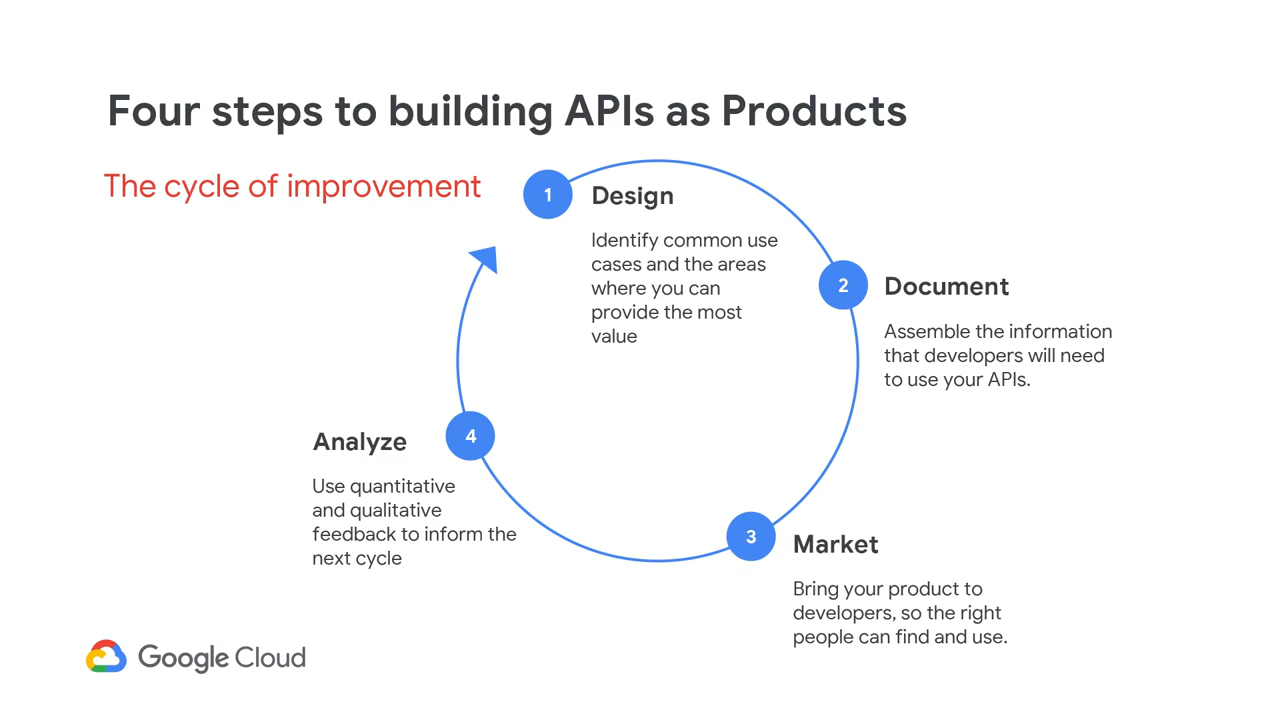 Four steps to building APIs as Products
The cycle of improvement
1
Design
Identify common use
cases and the areas
where you can
provide the most
value
2
Document
Assemble the information
that developers will need
to use your APIs.
3
Market
Bring your product to
developers, so the right
people can find and use.
4
Analyze
Use quantitative
and qualitative
feedback to inform the
next cycle
Google Cloud